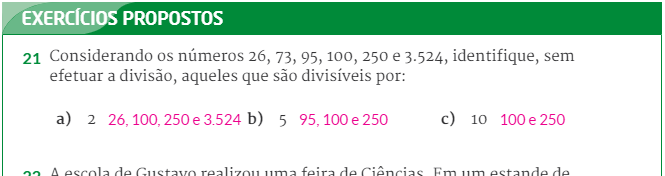 EXERCÍCIOS PROPOSTOS
21 Considerando os números 26, 73, 95, 100, 250 e 3.524, identifique, sem
efetuar a divisão, aqueles que são divisíveis por:
a) 2 26, 100, 250 e 3.524 b) 5 95, 100 e 250 c) 10 100 e 250
22 A escola de Gustavo realizou uma feira de Ciências. Em um estande de